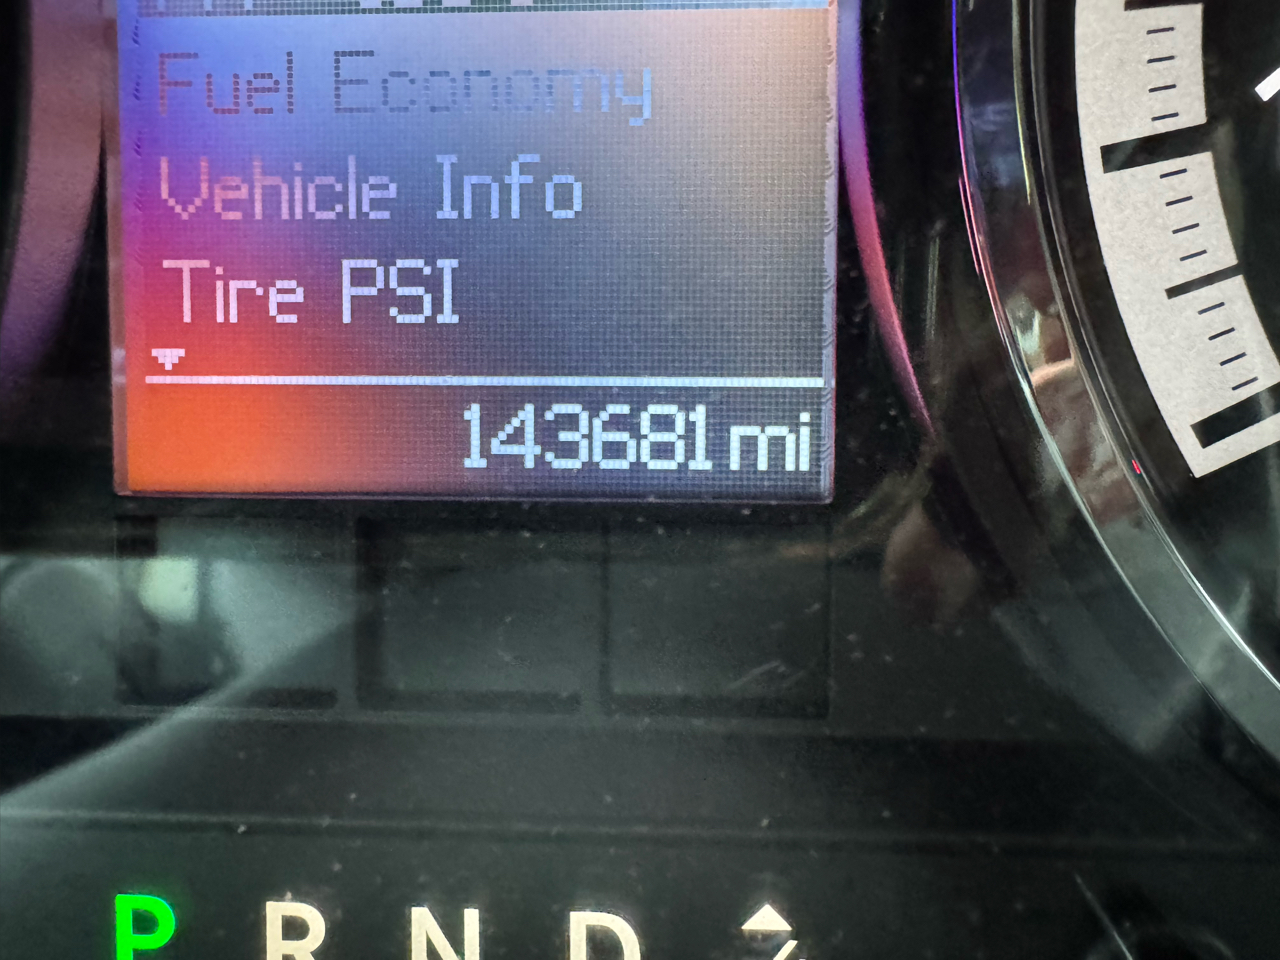 Fuel Economy
Vehicle Info
Tire PSI
143681 mi
P R N D